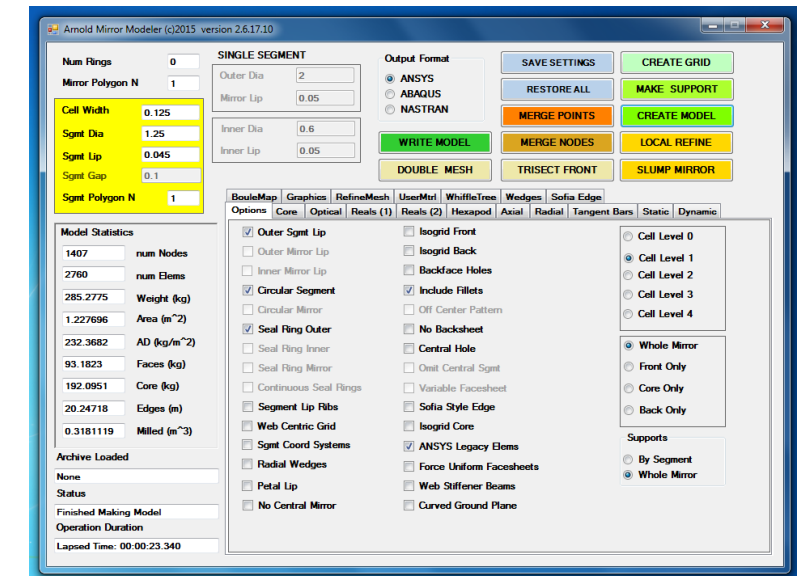 Arnold Mirror Modeler (c)2015 version 2.6.17.10
Num Rings 0
Mirror Polygon N 1
Cell Width 0.125
Sgmt Dia 1.25
Sgmt Lip 0.045
Sgmt Gap 0.1
Sgmt Polygon N 1
SINGLE SEGMENT
Outer Dia 2
Mirror Lip 0.05
Inner Dia 0.6
Inner Lip 0.05
Output Format
ANSYS
ABAQUS
NASTRAN
SAVE SETTINGS CREATE GRID
RESTORE ALL MAKE SUPPORT
MERGE POINTS CREATE MODEL
WRITE MODEL MERGE NODES LOCAL REFINE
DOUBLE MESH TRISECT FRONT SLUMP MIRROR
BouleMap Graphics RefineMesh UserMtrl WhiffleTree Wedges Sofia Edge
Options Core Optical Reals (1) Reals (2) Hexapod Axial Radial Tangent Bars Static Dynamic
Model Statistics
1407 num Nodes
2760 num Elems
285.2775 Weight (kg)
1.227696 Area (m^2)
232.3682 AD (kg/m^2)
93.1823 Faces (kg)
192.0951 Core (kg)
20.24718 Edges (m)
0.3181119 Milled (m^3)
Archive Loaded
None
Status
Finished Making Model
Operation Duration
Lapsed Time: 00:00:23.340
Outer Sgmt Lip
Outer Mirror Lip
Inner Mirror Lip
Circular Segment
Circular Mirror
Seal Ring Outer
Seal Ring Inner
Seal Ring Mirror
Continuous Seal Rings
Segment Lip Ribs
Web Centric Grid
Sgmt Coord Systems
Radial Wedges
Petal Lip
No Central Mirror
Isogrid Front
Isogrid Back
Backface Holes
Include Fillets
Off Center Pattern
No Backsheet
Central Hole
Omit Central Sgmt
Variable Facesheet
Sofia Style Edge
Isogrid Core
ANSYS Legacy Elems
Force Uniform Facesheets
Web Stiffener Beams
Curved Ground Plane
Cell Level 0
Cell Level 1
Cell Level 2
Cell Level 3
Cell Level 4
Whole Mirror
Front Only
Core Only
Back Only
Supports
By Segment
Whole Mirror